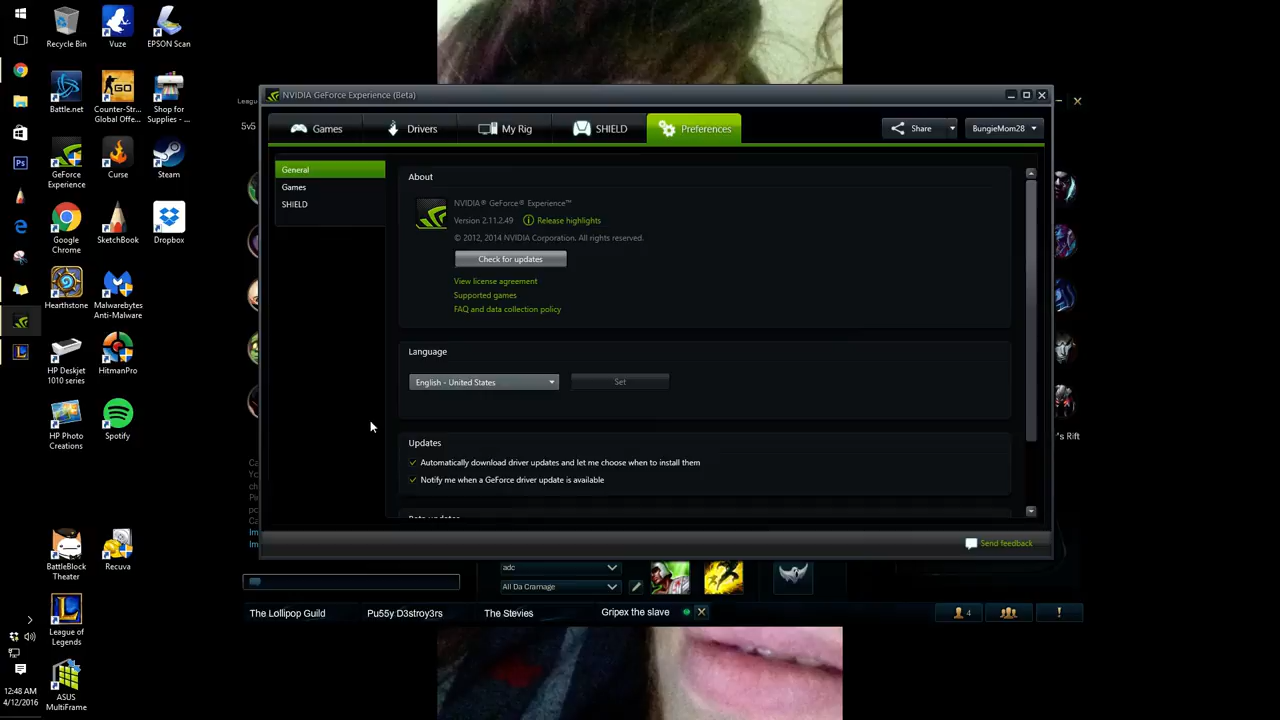 Recycle Bin
Vuze
EPSON Scan
Battle.net
Counter-Str...
Global Offe...
Shop for
Supplies - ...
GeForce
Experience
Curse
Steam
Google
Chrome
SketchBook
Dropbox
Hearthstone
Malwarebytes
Anti-Malware
HP Deskjet
1010 series
HitmanPro
HP Photo
Creations
Spotify
BattleBlock
Theater
Recuva
League of
Legends
ASUS
MultiFrame
12:48 AM
4/12/2016
Leagu
5v5
NVIDIA GeForce Experience (Beta)
Games
Drivers
My Rig
SHIELD
Preferences
Share
BungieMom28
General
Games
SHIELD
About
NVIDIA® GeForce® Experience™
Version 2.11.2.49
Release highlights
© 2012, 2014 NVIDIA Corporation. All rights reserved.
Check for updates
View license agreement
Supported games
FAQ and data collection policy
Language
English - United States
Set
Updates
Automatically download driver updates and let me choose when to install them
Notify me when a GeForce driver update is available
Send feedback
's Rift
adc
All Da Cramage
The Lollipop Guild
Pu55y D3stroy3rs
The Stevies
Gripex the slave
4